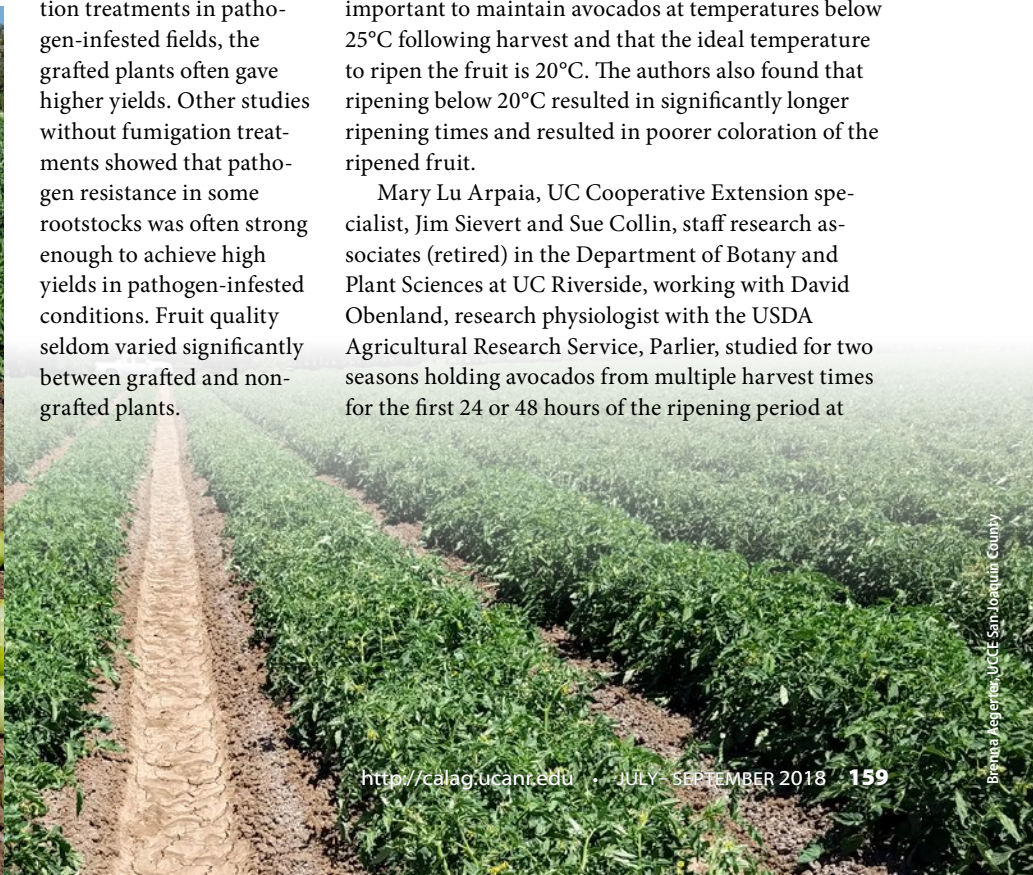 tion treatments in patho-
gen-infested fields, the
grafted plants often gave
higher yields. Other studies
without fumigation treat-
ments showed that patho-
gen resistance in some
rootstocks was often strong
enough to achieve high
yields in pathogen-infested
conditions. Fruit quality
seldom varied significantly
between grafted and non-
grafted plants.
important to maintain avocados at temperatures below
25°C following harvest and that the ideal temperature
to ripen the fruit is 20°C. The authors also found that
ripening below 20°C resulted in significantly longer
ripening times and resulted in poorer coloration of the
ripened fruit.
Mary Lu Arpaia, UC Cooperative Extension spe-
cialist, Jim Sievert and Sue Collin, staff research as-
sociates (retired) in the Department of Botany and
Plant Sciences at UC Riverside, working with David
Obenland, research physiologist with the USDA
Agricultural Research Service, Parlier, studied for two
seasons holding avocados from multiple harvest times
for the first 24 or 48 hours of the ripening period at
Brenna Aegerter, UCCE San Joaquin County
http://calag.ucanr.edu • JULY–SEPTEMBER 2018 159